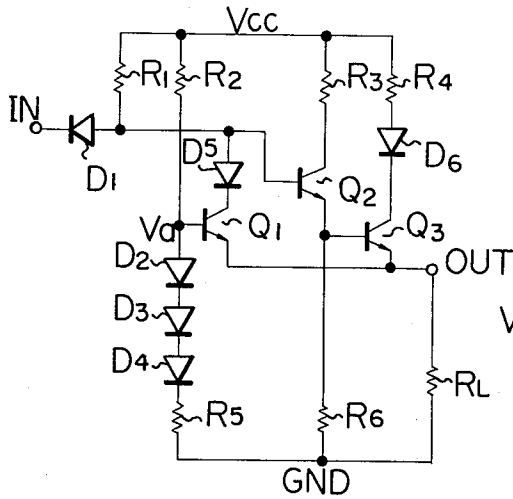 Vcc
R1
R2
R3
R4
IN
D1
D5
D6
Q2
Va
Q1
Q3
D2
OUT
D3
V
D4
RL
R5
R6
GND